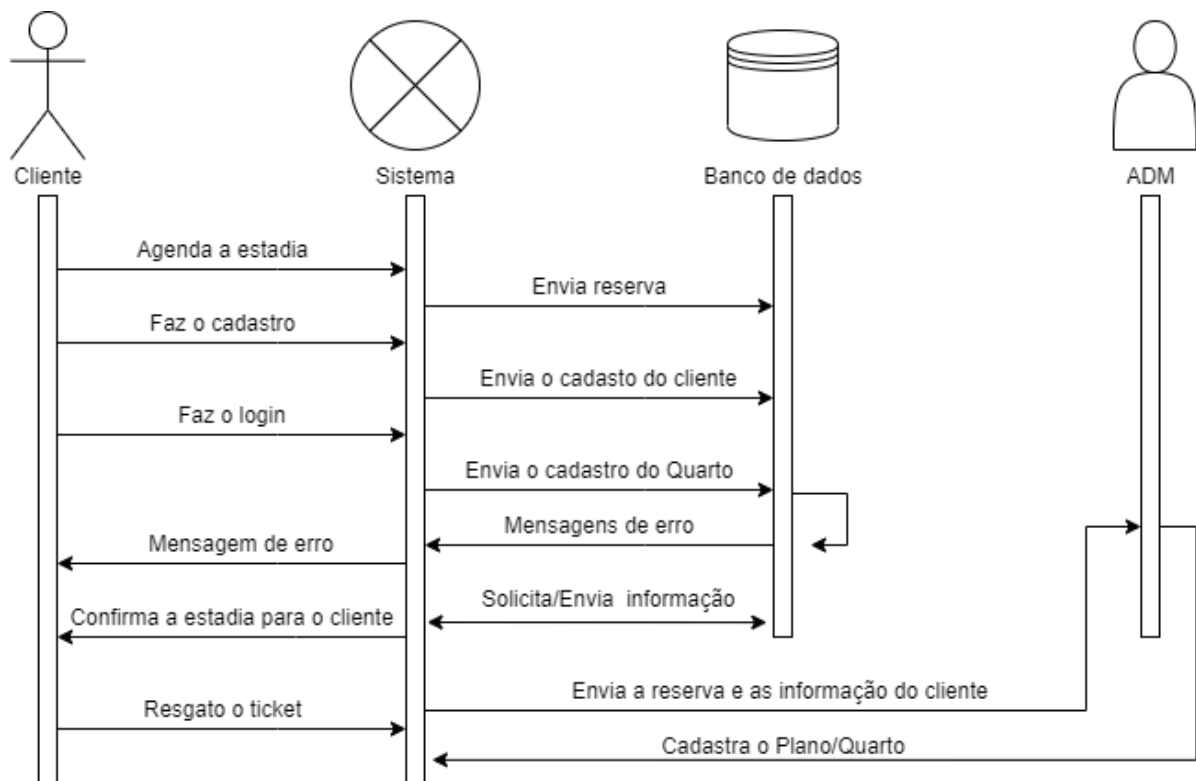 Cliente
Sistema
Banco de dados
ADM
Agenda a estadia
Envia reserva
Faz o cadastro
Envia o cadasto do cliente
Faz o login
Envia o cadastro do Quarto
Mensagens de erro
Mensagem de erro
Solicita/Envia informação
Confirma a estadia para o cliente
Envia a reserva e as informação do cliente
Resgato o ticket
Cadastra o Plano/Quarto